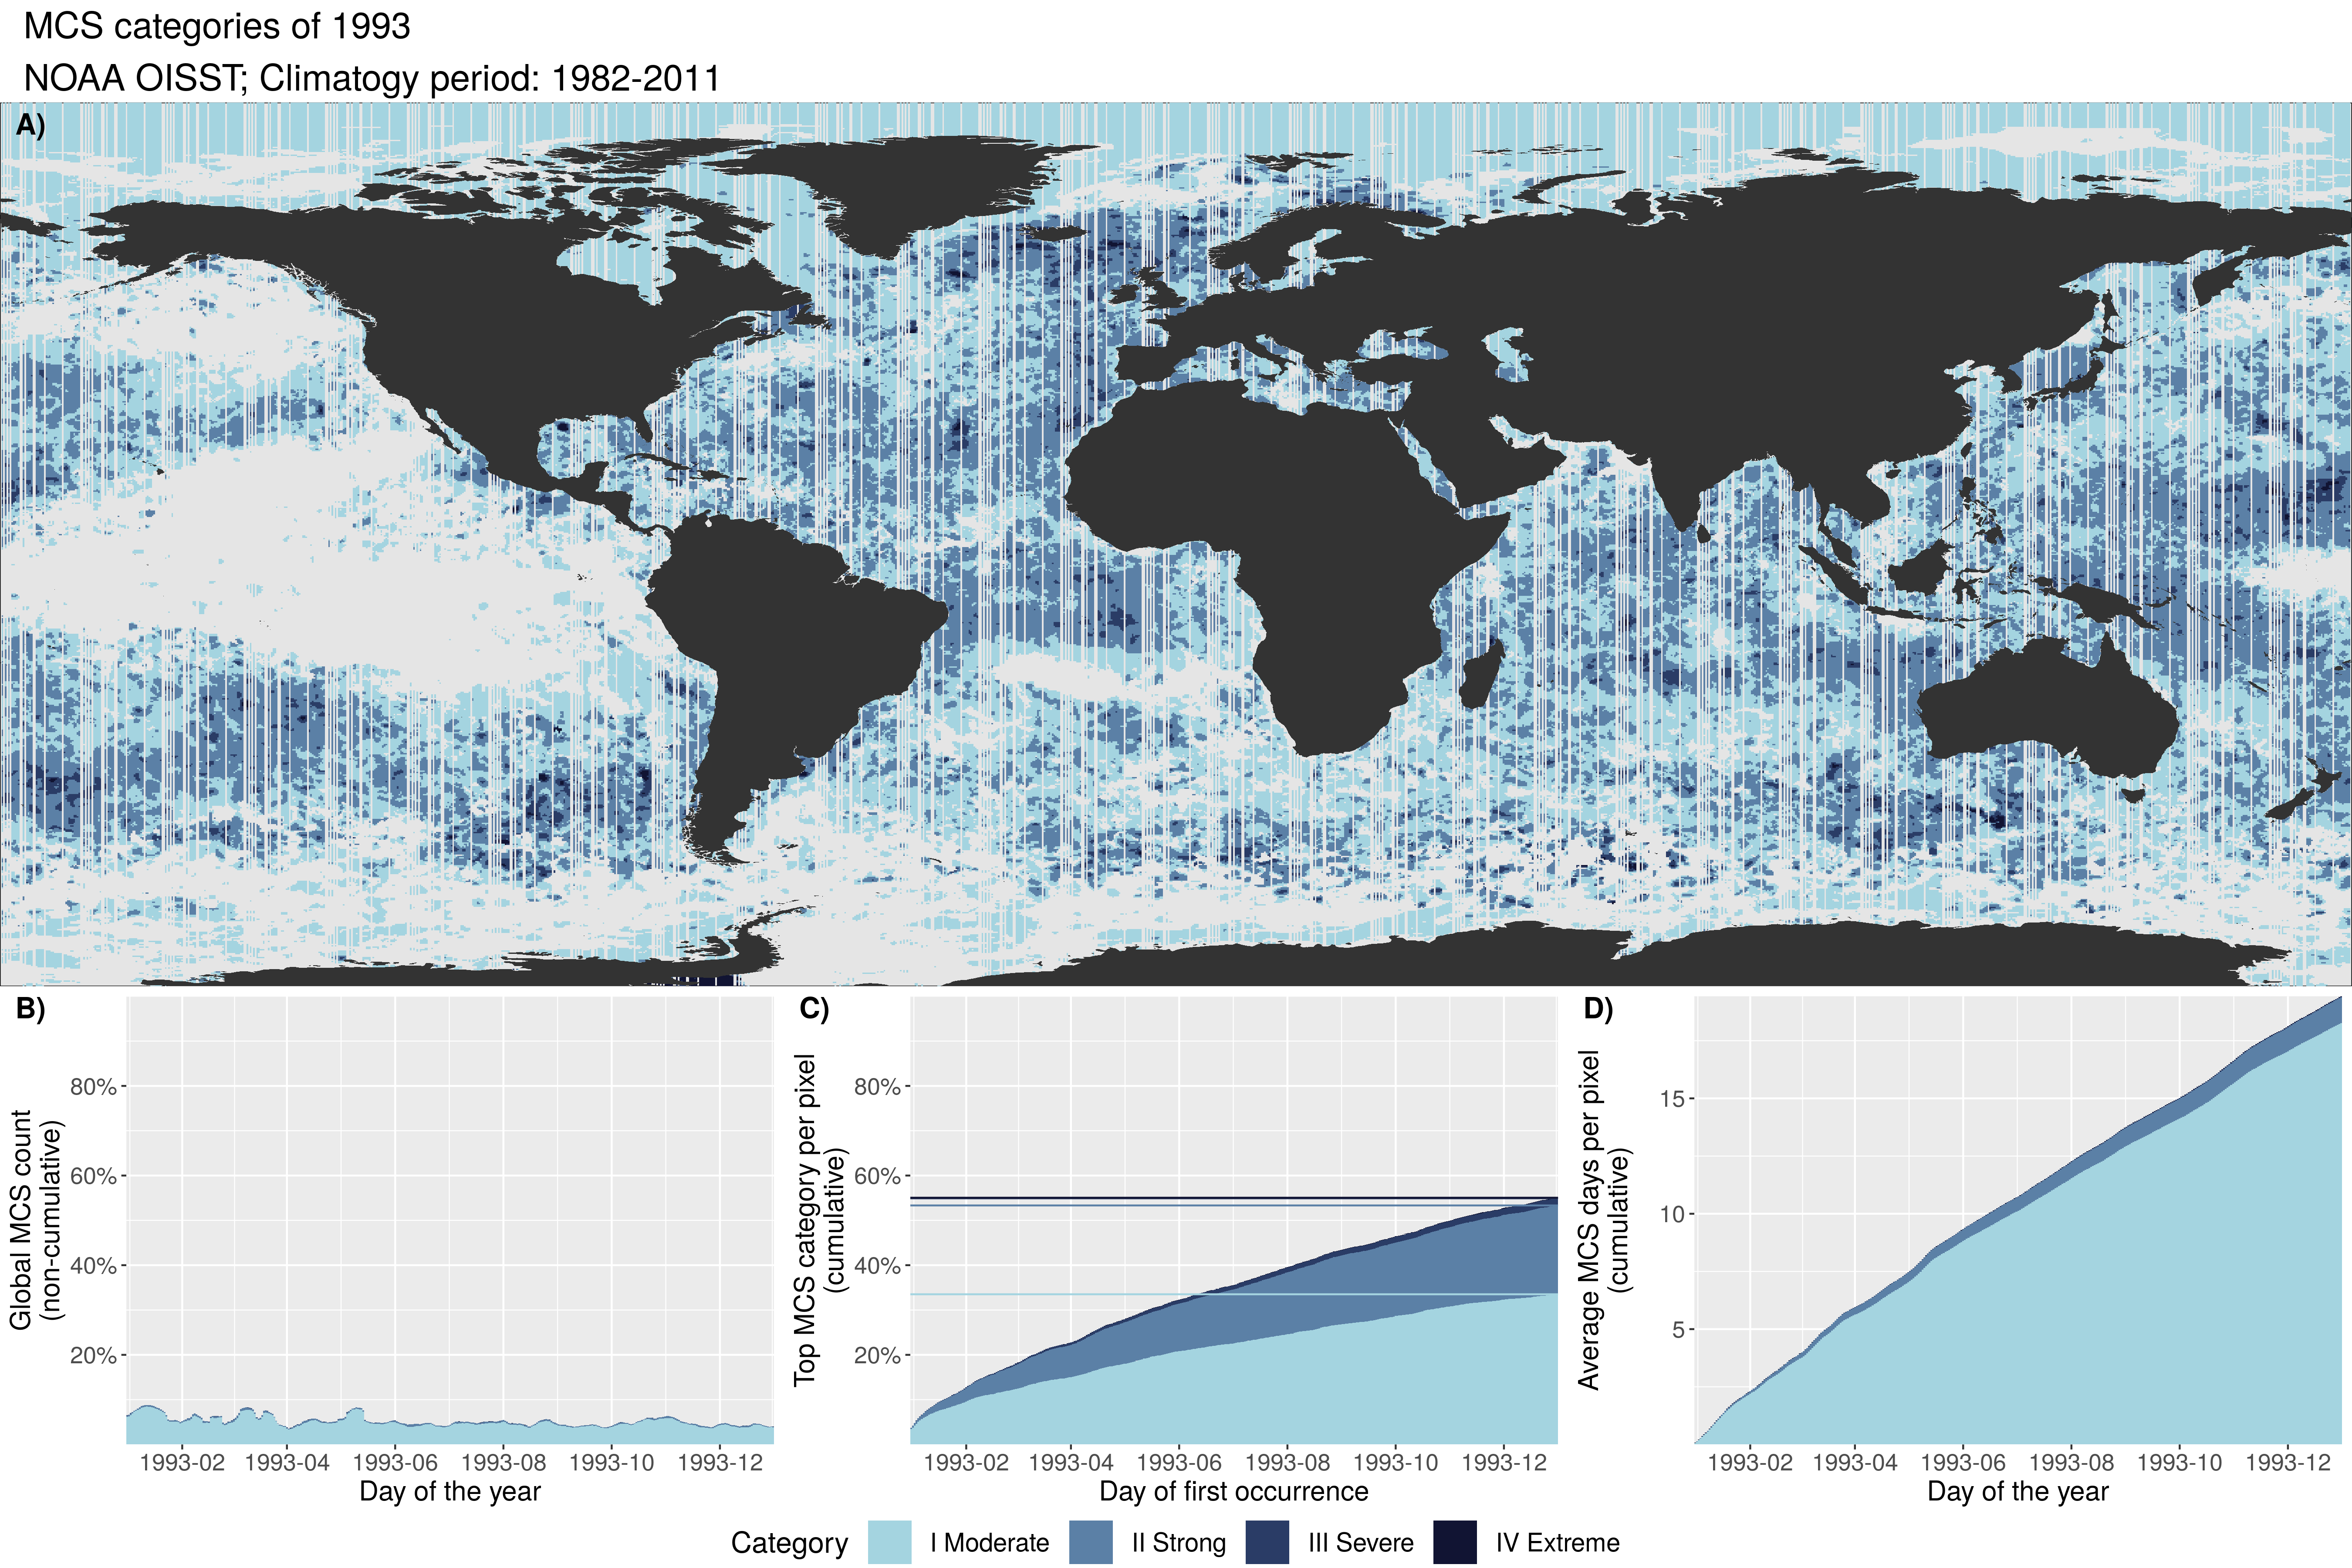 MCS categories of 1993
NOAA OISST; Climatogy period: 1982-2011
A)
B)
Global MCS count
(non-cumulative)
80%
60%
40%
20%
1993-02 1993-04 1993-06 1993-08 1993-10 1993-12
Day of the year
C)
Top MCS category per pixel
(cumulative)
80%
60%
40%
20%
1993-02 1993-04 1993-06 1993-08 1993-10 1993-12
Day of first occurrence
D)
Average MCS days per pixel
(cumulative)
15
10
5
1993-02 1993-04 1993-06 1993-08 1993-10 1993-12
Day of the year
Category I Moderate II Strong III Severe IV Extreme